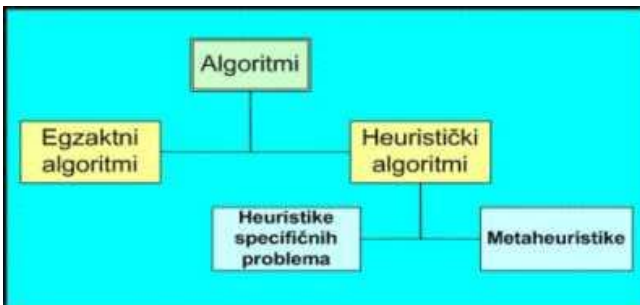 Algoritmi
Egzaktni
algoritmi
Heuristički
algoritmi
Heuristike
specifičnih
problema
Metaheuristike